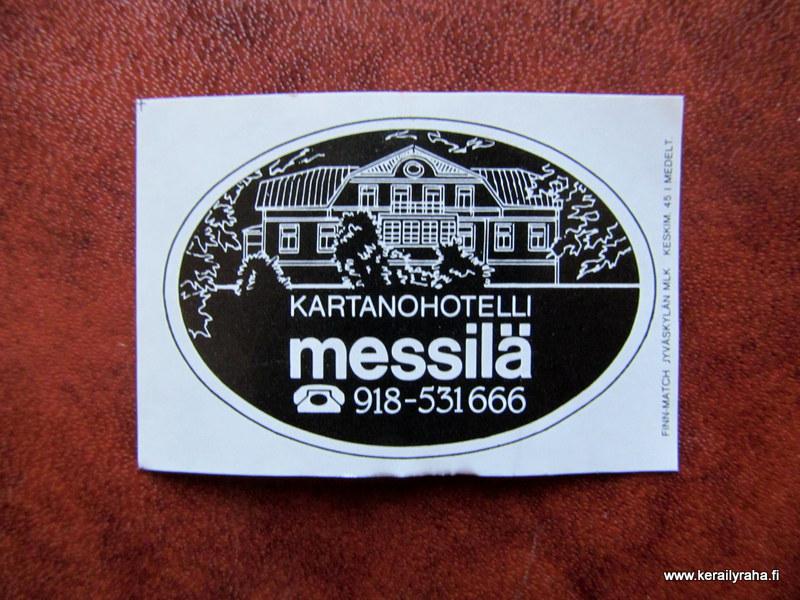 KARTANOHOTELLI
messilä
918-531666
FINN-MATCH JYVÄSKYLÄN MLK KESKIM. 45 I MEDELT
www.kerailyraha.fi